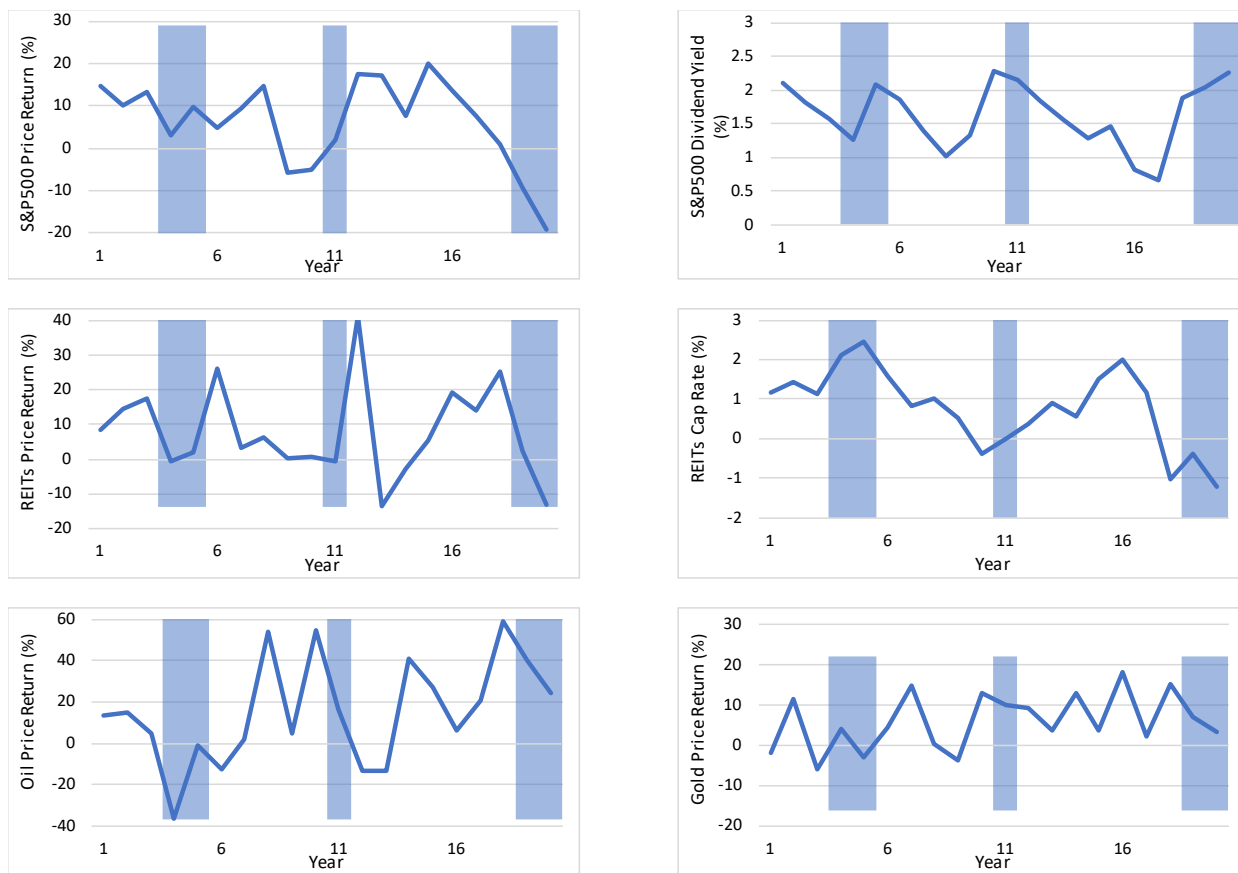 S&P500 Price Return (%)
30
20
10
0
-10
-20
1 6 11 16
Year
S&P500 Dividend Yield
(%)
3
2.5
2
1.5
1
0.5
0
1 6 11 16
Year
REITs Price Return (%)
40
30
20
10
0
-10
-20
1 6 11 16
Year
REITs Cap Rate (%)
3
2
1
0
-1
-2
1 6 11 16
Year
Oil Price Return (%)
60
40
20
0
-20
-40
1 6 11 16
Year
Gold Price Return (%)
30
20
10
0
-10
-20
1 6 11 16
Year